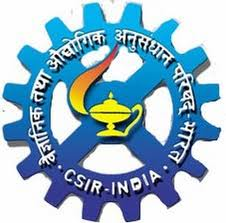 वैज्ञानिक तथा औद्योगिक अनुसंधान परिषद भारत
CSIR-INDIA